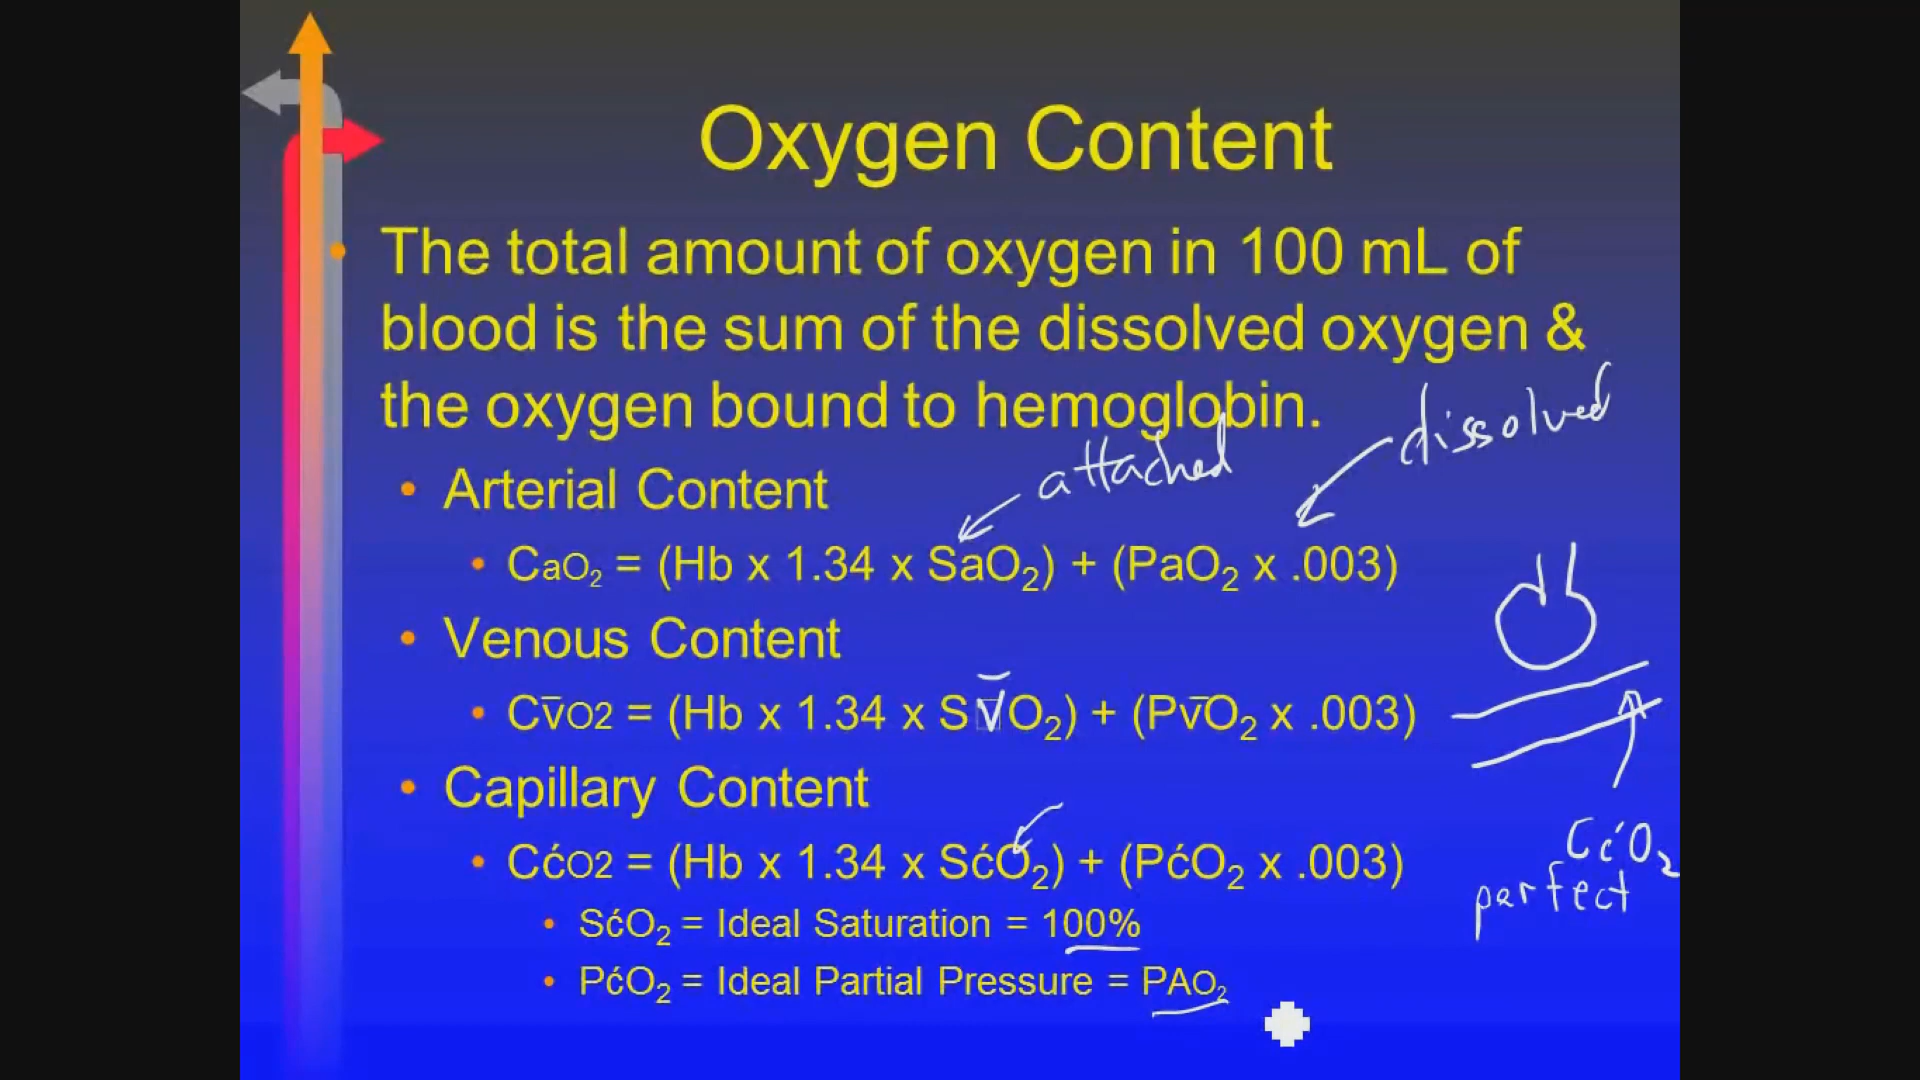 Oxygen Content
• The total amount of oxygen in 100 mL of
blood is the sum of the dissolved oxygen &
the oxygen bound to hemoglobin.
dissolved
attached
• Arterial Content
• CaO₂ = (Hb x 1.34 x SaO₂) + (PaO₂ x .003)
• Venous Content
• Cv̅O2 = (Hb x 1.34 x Sv̅O₂) + (Pv̅O₂ x .003)
• Capillary Content
• CćO2 = (Hb x 1.34 x SćO₂) + (PćO₂ x .003)
CćO₂
perfect
• SćO₂ = Ideal Saturation = 100%
• PćO₂ = Ideal Partial Pressure = PAO₂